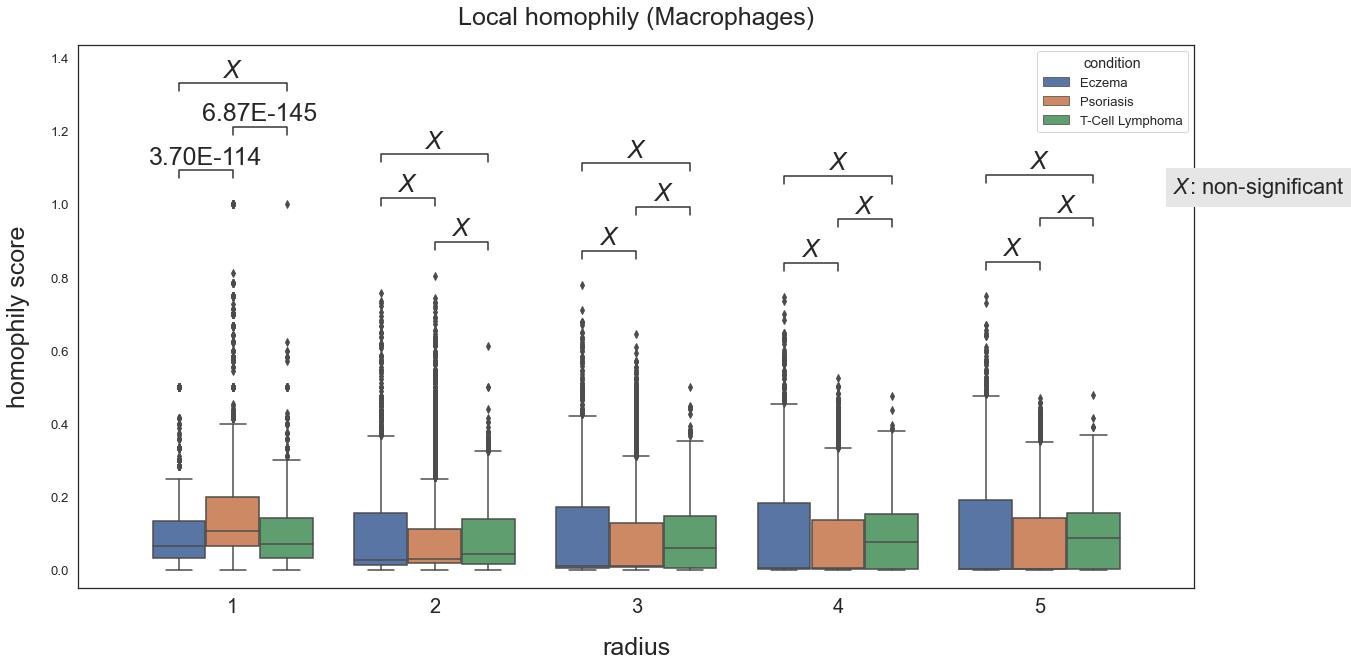 Local homophily (Macrophages)
homophily score
1.4
1.2
1.0
0.8
0.6
0.4
0.2
0.0
X
6.87E-145
3.70E-114
X
X
X
X
X
X
X
X
X
X
X
X
condition
Eczema
Psoriasis
T-Cell Lymphoma
X: non-significant
1
2
3
4
5
radius